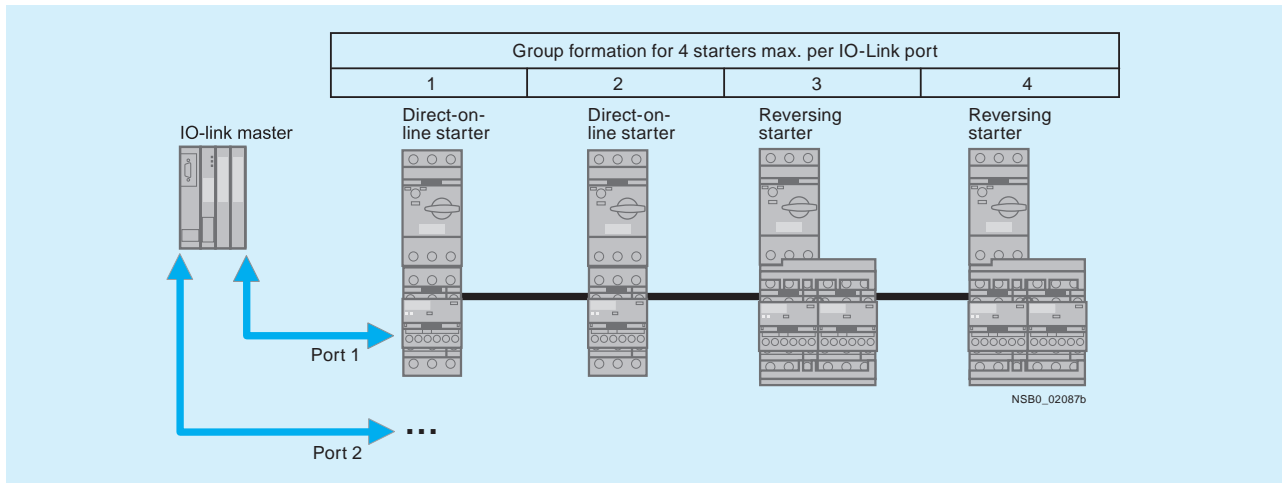 Group formation for 4 starters max. per IO-Link port
1 2 3 4
IO-link master
Direct-on-
line starter
Direct-on-
line starter
Reversing
starter
Reversing
starter
Port 1
NSB0_02087b
...
Port 2